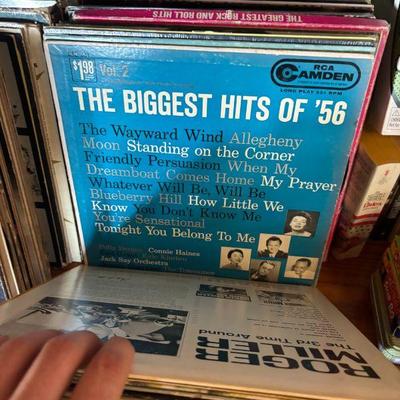 THE GREATEST ROCK AND ROLL HITS
$1.98
Vol. 2
RCA
CAMDEN
LONG PLAY 33⅓ RPM
THE BIGGEST HITS OF '56
The Wayward Wind Allegheny
Moon Standing on the Corner
Friendly Persuasion When My
Dreamboat Comes Home My Prayer
Whatever Will Be, Will Be
Blueberry Hill How Little We
Know You Don't Know Me
You're Sensational
Tonight You Belong To Me
Connie Haines
Jack Say Orchestra
ROGER
MILLER
The 3rd Time Around